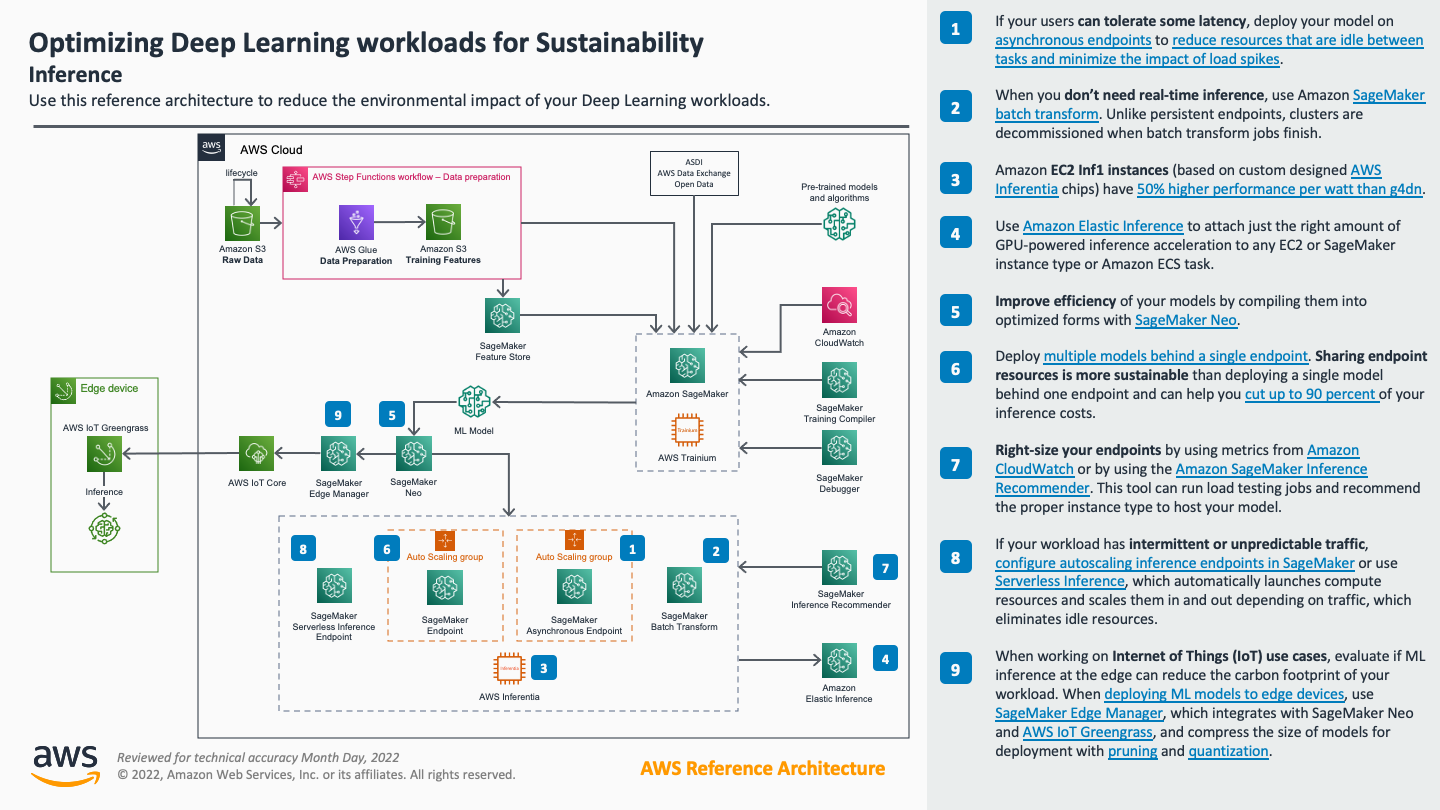 Optimizing Deep Learning workloads for Sustainability
Inference
Use this reference architecture to reduce the environmental impact of your Deep Learning workloads.
aws
AWS Cloud
lifecycle
Amazon S3
Raw Data
AWS Step Functions workflow – Data preparation
AWS Glue
Data Preparation
Amazon S3
Training Features
ASDI
AWS Data Exchange
Open Data
Pre-trained models
and algorithms
SageMaker
Feature Store
Amazon
CloudWatch
Amazon SageMaker
Trainium
AWS Trainium
SageMaker
Training Compiler
SageMaker
Debugger
Edge device
AWS IoT Greengrass
Inference
AWS IoT Core
9
SageMaker
Edge Manager
5
SageMaker
Neo
ML Model
8
SageMaker
Serverless Inference
Endpoint
6
Auto Scaling group
SageMaker
Endpoint
Auto Scaling group
1
SageMaker
Asynchronous Endpoint
2
SageMaker
Batch Transform
Inferentia
3
AWS Inferentia
7
SageMaker
Inference Recommender
4
Amazon
Elastic Inference
aws
Reviewed for technical accuracy Month Day, 2022
© 2022, Amazon Web Services, Inc. or its affiliates. All rights reserved.
AWS Reference Architecture
1
If your users can tolerate some latency, deploy your model on
asynchronous endpoints to reduce resources that are idle between
tasks and minimize the impact of load spikes.
2
When you don’t need real-time inference, use Amazon SageMaker
batch transform. Unlike persistent endpoints, clusters are
decommissioned when batch transform jobs finish.
3
Amazon EC2 Inf1 instances (based on custom designed AWS
Inferentia chips) have 50% higher performance per watt than g4dn.
4
Use Amazon Elastic Inference to attach just the right amount of
GPU-powered inference acceleration to any EC2 or SageMaker
instance type or Amazon ECS task.
5
Improve efficiency of your models by compiling them into
optimized forms with SageMaker Neo.
6
Deploy multiple models behind a single endpoint. Sharing endpoint
resources is more sustainable than deploying a single model
behind one endpoint and can help you cut up to 90 percent of your
inference costs.
7
Right-size your endpoints by using metrics from Amazon
CloudWatch or by using the Amazon SageMaker Inference
Recommender. This tool can run load testing jobs and recommend
the proper instance type to host your model.
8
If your workload has intermittent or unpredictable traffic,
configure autoscaling inference endpoints in SageMaker or use
Serverless Inference, which automatically launches compute
resources and scales them in and out depending on traffic, which
eliminates idle resources.
9
When working on Internet of Things (IoT) use cases, evaluate if ML
inference at the edge can reduce the carbon footprint of your
workload. When deploying ML models to edge devices, use
SageMaker Edge Manager, which integrates with SageMaker Neo
and AWS IoT Greengrass, and compress the size of models for
deployment with pruning and quantization.